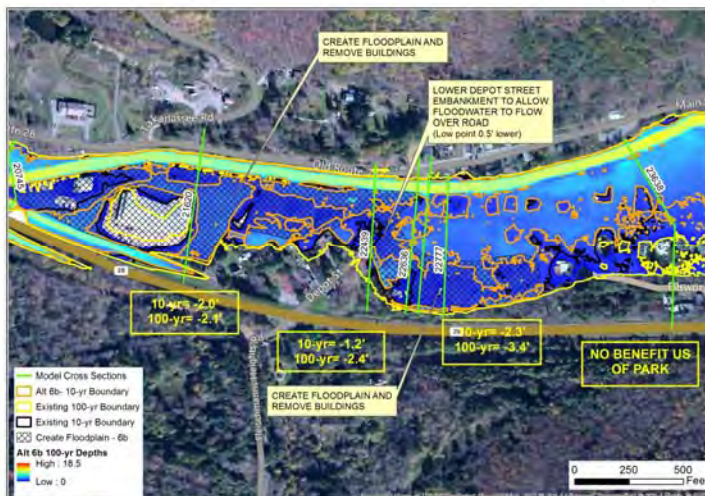 CREATE FLOODPLAIN AND
REMOVE BUILDINGS
LOWER DEPOT STREET
EMBANKMENT TO ALLOW
FLOODWATER TO FLOW
OVER ROAD
(Low point 0.5' lower)
Main
Old Route
20745
21620
22439
22636
22777
23638
28
Depot St
10-yr= -2.0'
100-yr= -2.1'
10-yr= -1.2'
100-yr= -2.4'
10-yr= -2.3'
100-yr= -3.4'
28
NO BENEFIT US
OF PARK
CREATE FLOODPLAIN AND
REMOVE BUILDINGS
Model Cross Sections
Alt 6b- 10-yr Boundary
Existing 100-yr Boundary
Existing 10-yr Boundary
Create Floodplain - 6b
Alt 6b 100-yr Depths
High : 18.5
Low : 0
0 250 500
Fee